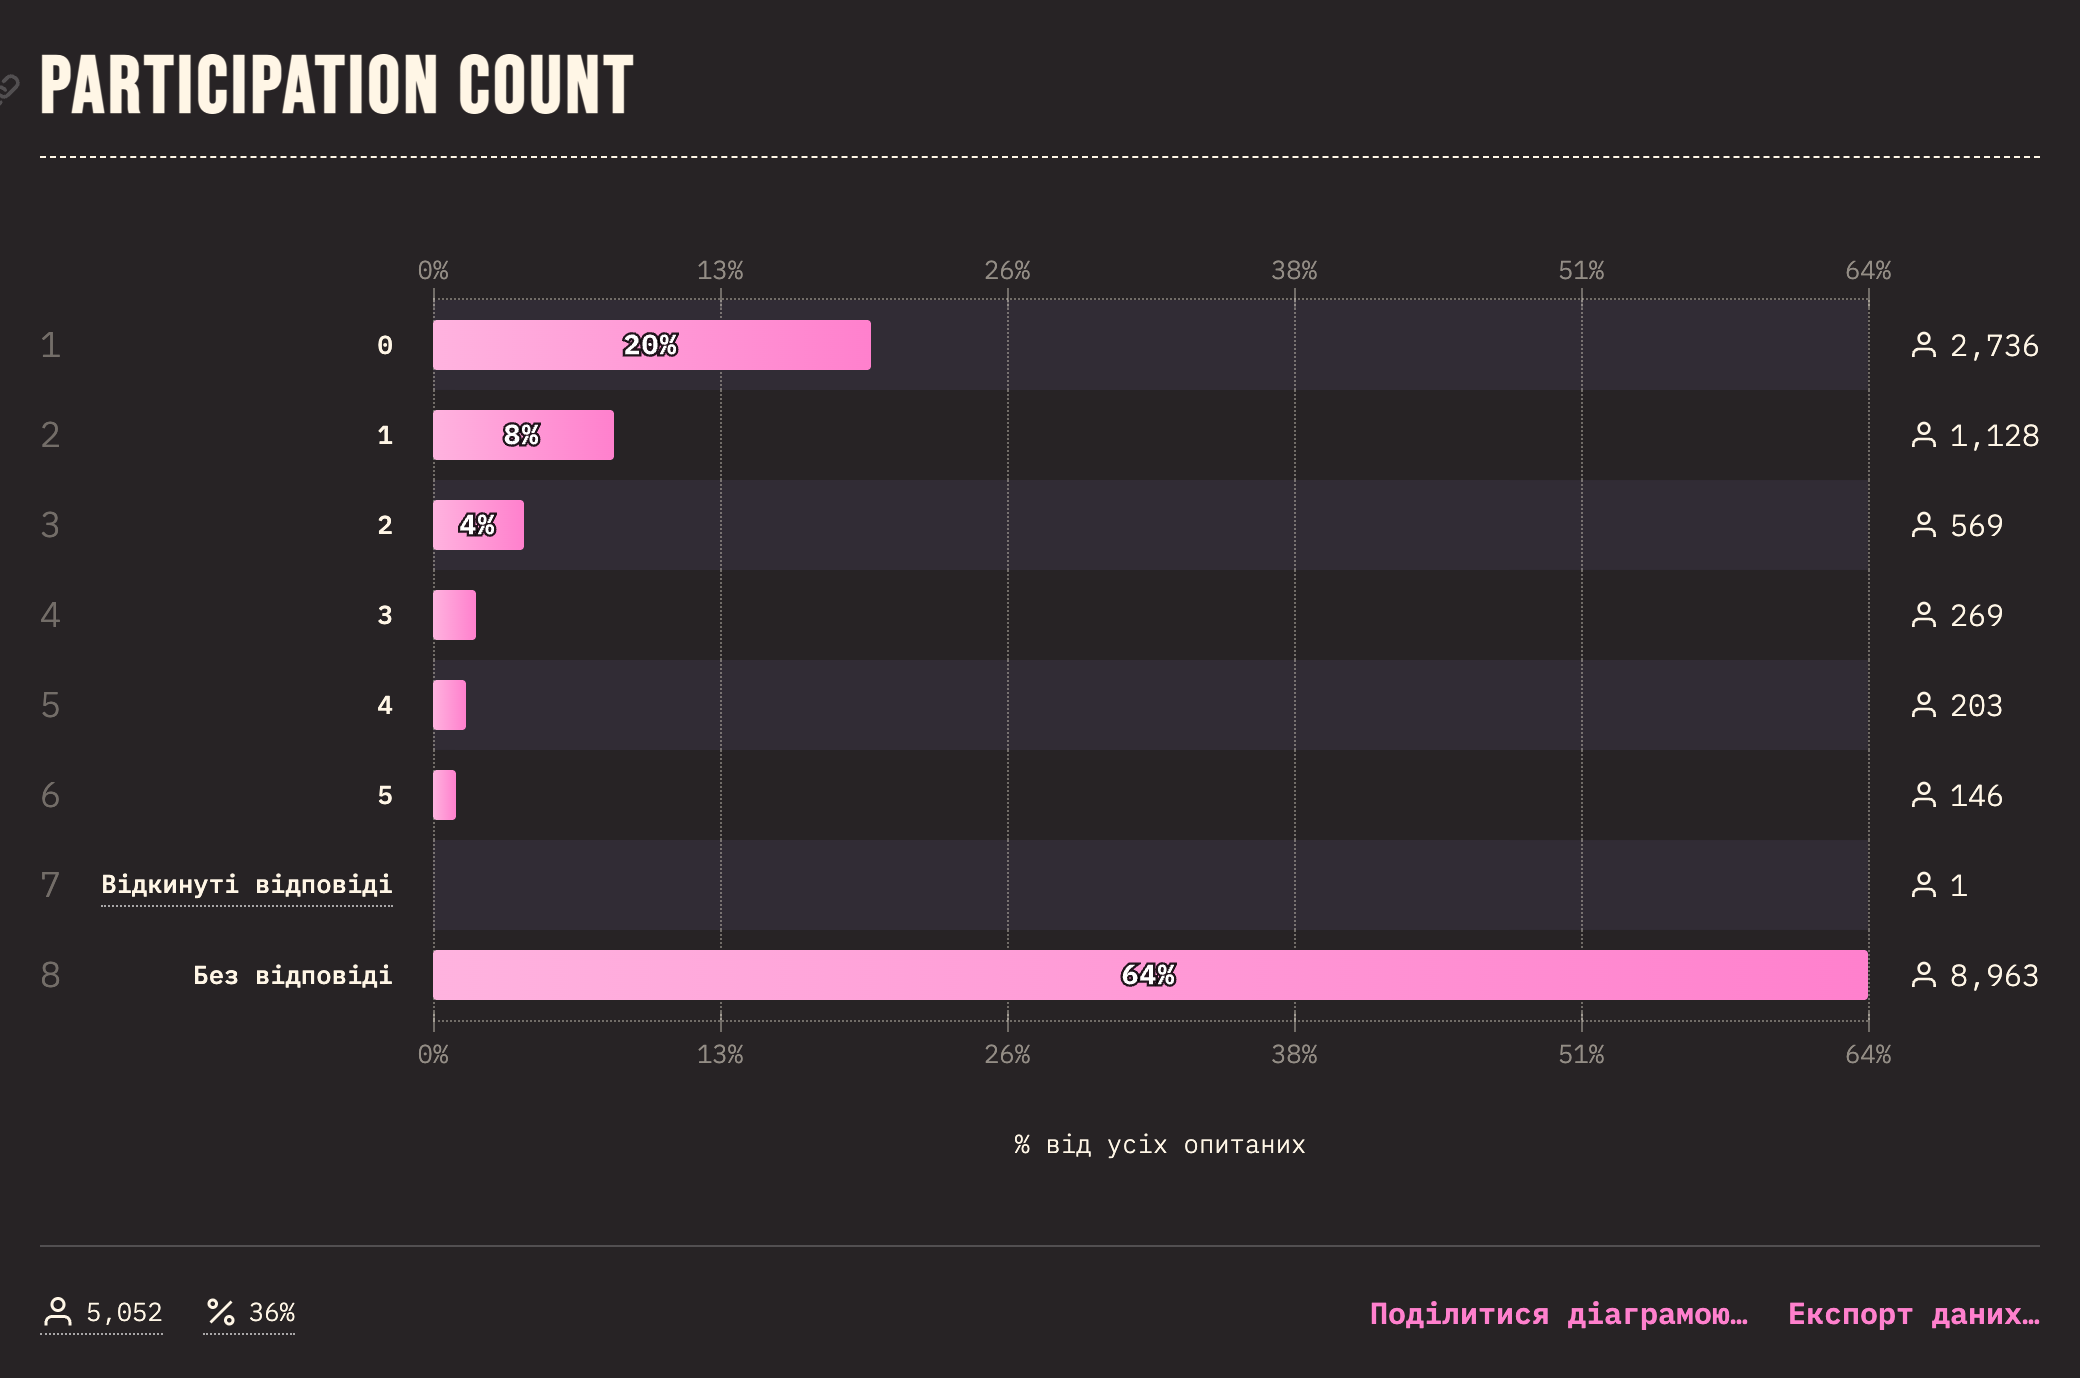 PARTICIPATION COUNT
0% 13% 26% 38% 51% 64%
1 0 20% 2,736
2 1 8% 1,128
3 2 4% 569
4 3 269
5 4 203
6 5 146
7 Відкинуті відповіді 1
8 Без відповіді 64% 8,963
0% 13% 26% 38% 51% 64%
% від усіх опитаних
5,052 % 36% Поділитися діаграмою… Експорт даних…